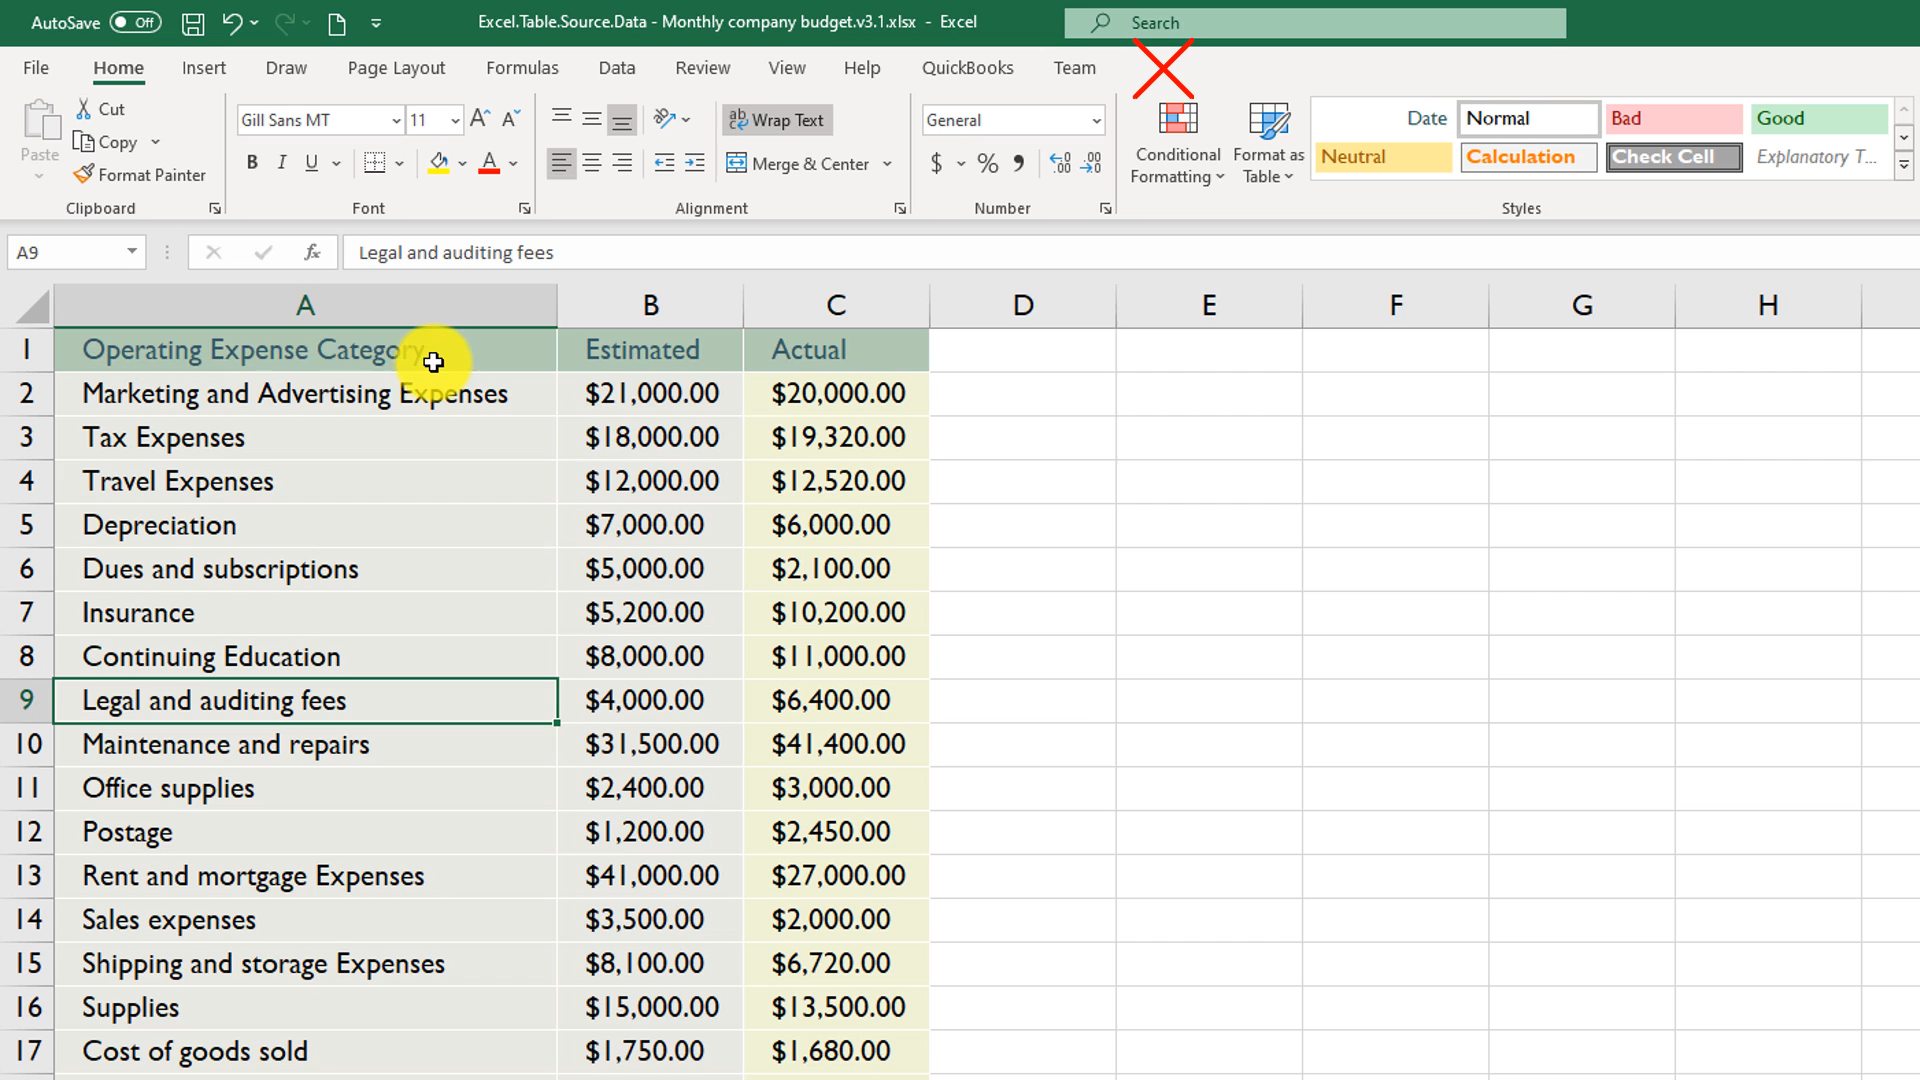 AutoSave Off Excel.Table.Source.Data - Monthly company budget.v3.1.xlsx - Excel Search
File Home Insert Draw Page Layout Formulas Data Review View Help QuickBooks Team
Cut
Copy
Format Painter
Paste
Clipboard
Gill Sans MT 11
B I U A
Font
Wrap Text
Merge & Center
Alignment
General
$ % 9
Number
Conditional Formatting
Format as Table
Date Normal Bad Good
Neutral Calculation Check Cell Explanatory T...
Styles
A9 fx Legal and auditing fees
A B C D E F G H
1 Operating Expense Category Estimated Actual
2 Marketing and Advertising Expenses $21,000.00 $20,000.00
3 Tax Expenses $18,000.00 $19,320.00
4 Travel Expenses $12,000.00 $12,520.00
5 Depreciation $7,000.00 $6,000.00
6 Dues and subscriptions $5,000.00 $2,100.00
7 Insurance $5,200.00 $10,200.00
8 Continuing Education $8,000.00 $11,000.00
9 Legal and auditing fees $4,000.00 $6,400.00
10 Maintenance and repairs $31,500.00 $41,400.00
11 Office supplies $2,400.00 $3,000.00
12 Postage $1,200.00 $2,450.00
13 Rent and mortgage Expenses $41,000.00 $27,000.00
14 Sales expenses $3,500.00 $2,000.00
15 Shipping and storage Expenses $8,100.00 $6,720.00
16 Supplies $15,000.00 $13,500.00
17 Cost of goods sold $1,750.00 $1,680.00